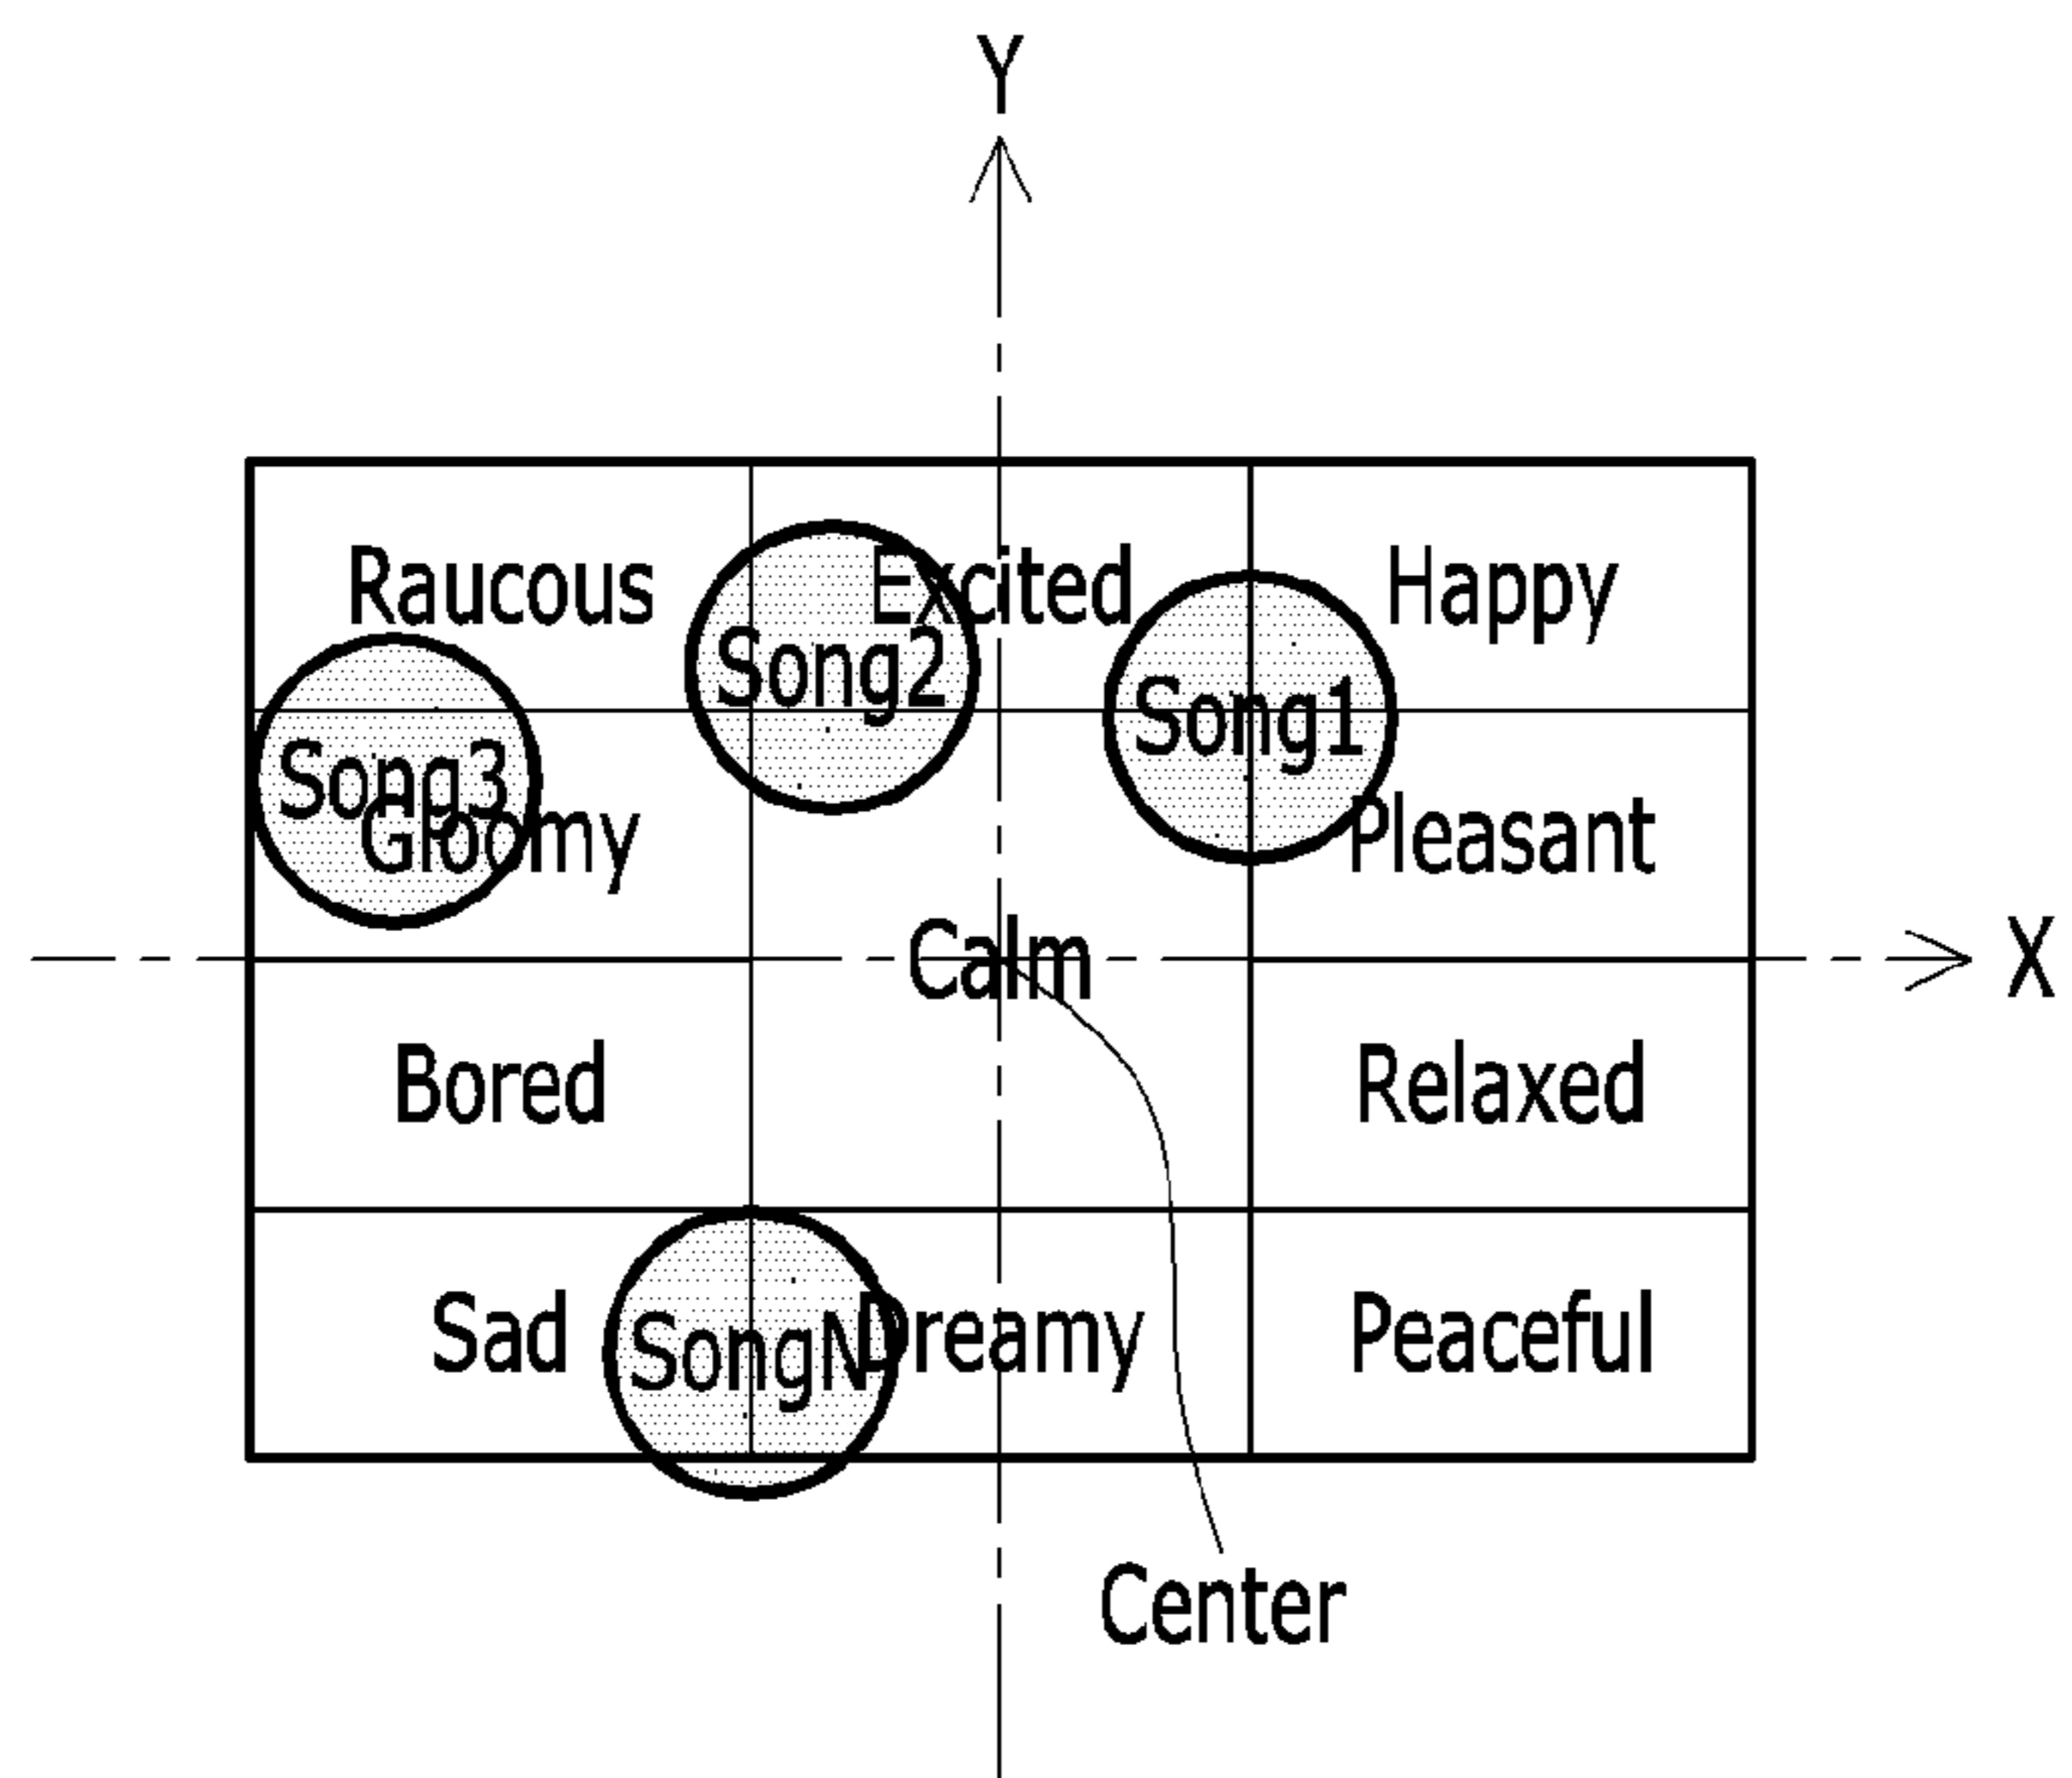 Y
Raucous
Excited
Happy
Song2
Song1
Song3
Gloomy
Pleasant
Calm
X
Bored
Relaxed
Sad
SongN
Dreamy
Peaceful
Center